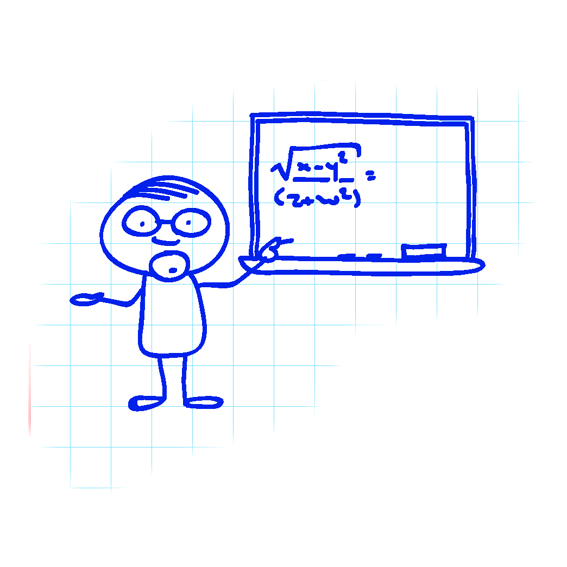 √x-y² =
(z+w²)